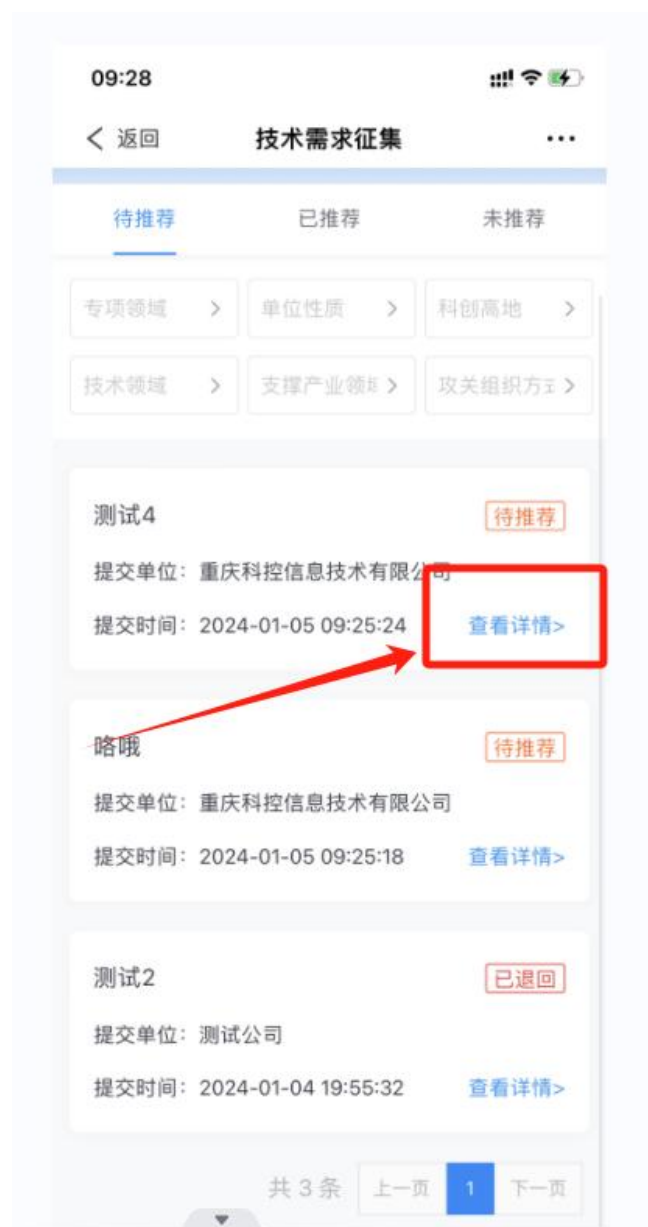 09:28
返回 技术需求征集 ...
待推荐 已推荐 未推荐
专项领域 > 单位性质 > 科创高地 >
技术领域 > 支撑产业领 > 攻关组织方 >
测试4 待推荐
提交单位：重庆科控信息技术有限公司
提交时间：2024-01-05 09:25:24 查看详情>
咯哦 待推荐
提交单位：重庆科控信息技术有限公司
提交时间：2024-01-05 09:25:18 查看详情>
测试2 已退回
提交单位：测试公司
提交时间：2024-01-04 19:55:32 查看详情>
共 3 条 上一页 1 下一页